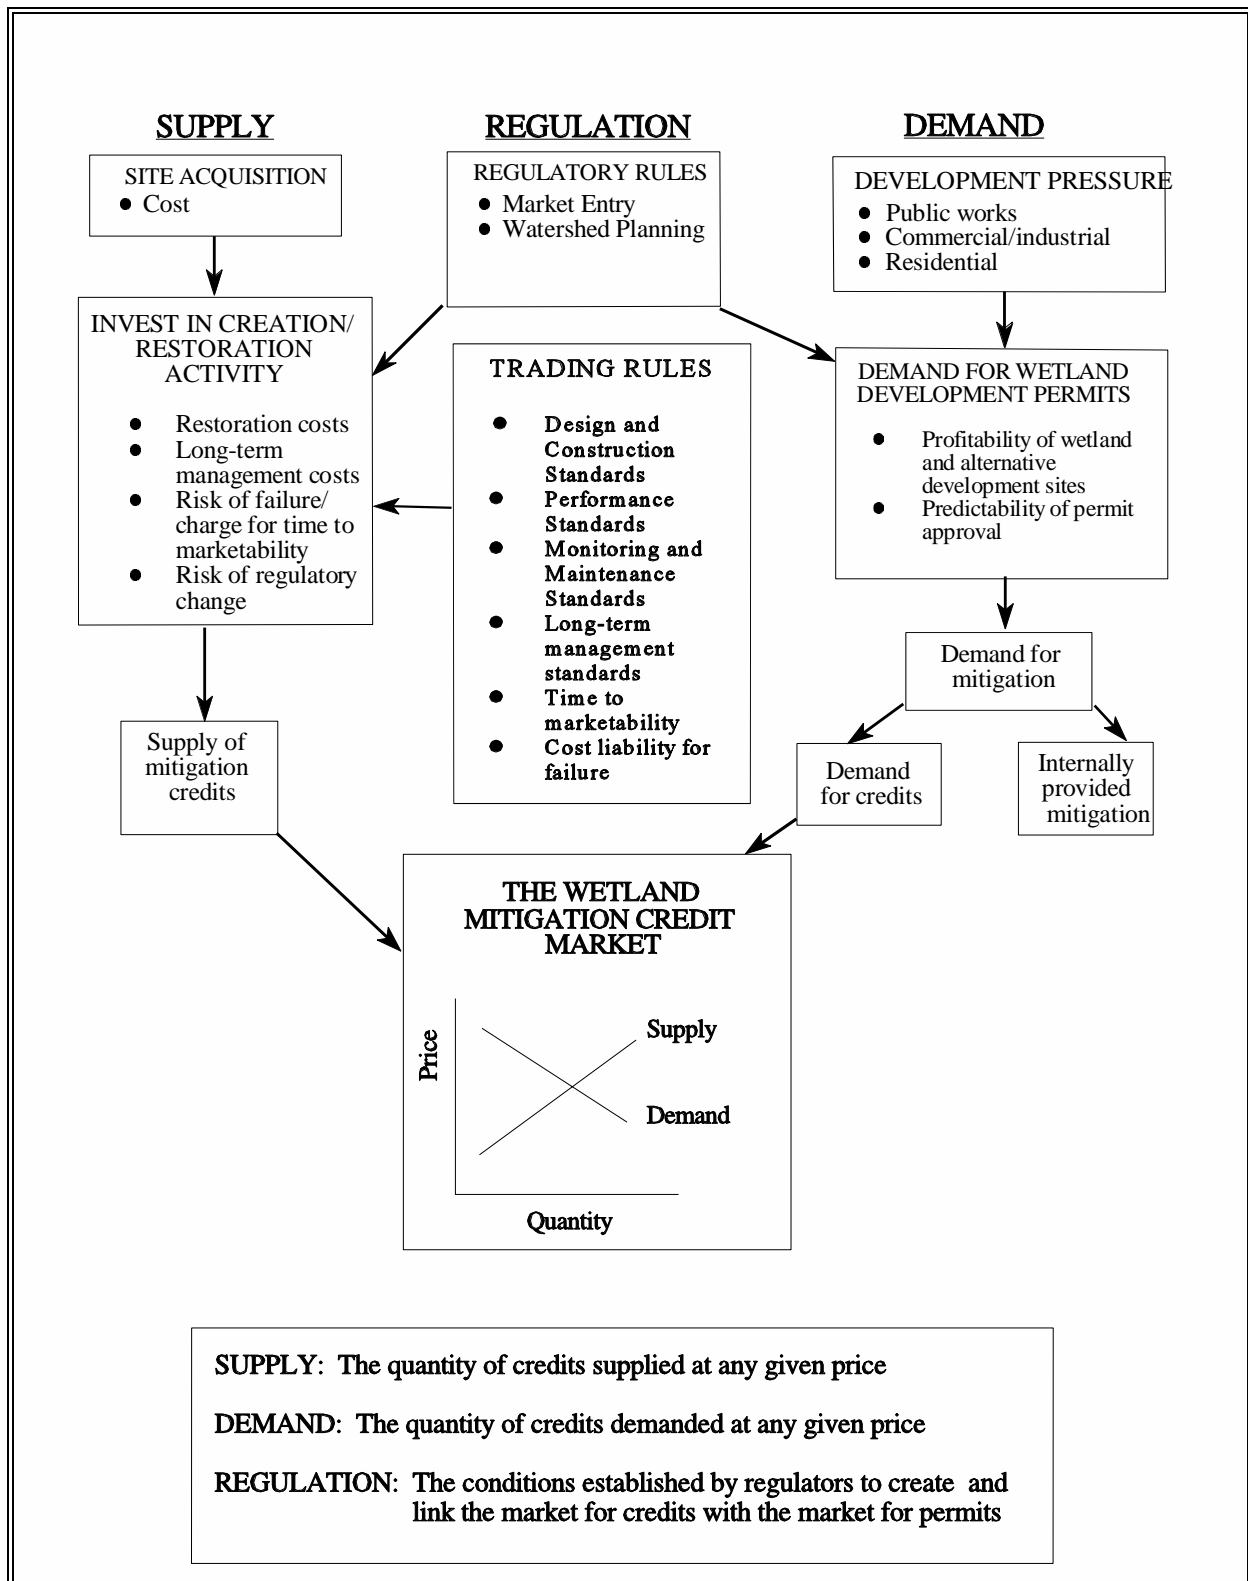 SUPPLY
SITE ACQUISITION
● Cost
INVEST IN CREATION/
RESTORATION
ACTIVITY
● Restoration costs
● Long-term
management costs
● Risk of failure/
charge for time to
marketability
● Risk of regulatory
change
Supply of
mitigation
credits
REGULATION
REGULATORY RULES
● Market Entry
● Watershed Planning
TRADING RULES
● Design and
Construction
Standards
● Performance
Standards
● Monitoring and
Maintenance
Standards
● Long-term
management
standards
● Time to
marketability
● Cost liability for
failure
DEMAND
DEVELOPMENT PRESSURE
● Public works
● Commercial/industrial
● Residential
DEMAND FOR WETLAND
DEVELOPMENT PERMITS
● Profitability of wetland
and alternative
development sites
● Predictability of permit
approval
Demand for
mitigation
Demand
for credits
Internally
provided
mitigation
THE WETLAND
MITIGATION CREDIT
MARKET
Price
Supply
Demand
Quantity
SUPPLY: The quantity of credits supplied at any given price
DEMAND: The quantity of credits demanded at any given price
REGULATION: The conditions established by regulators to create and
link the market for credits with the market for permits